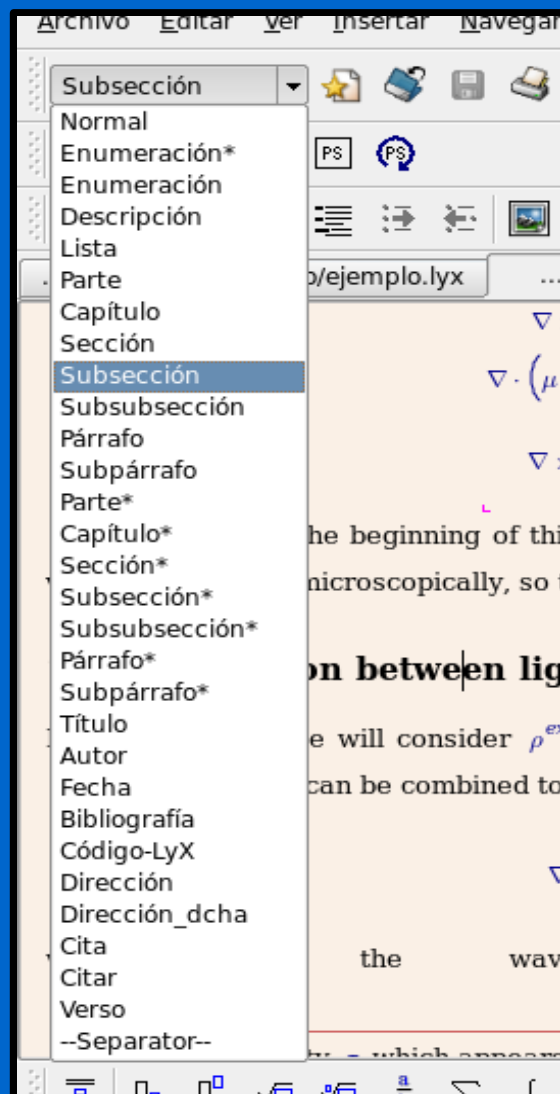 Archivo Editar Ver Insertar Navegar
Subsección
Normal
Enumeración*
Enumeración
Descripción
Lista
Parte
Capítulo
Sección
Subsección
Subsubsección
Párrafo
Subpárrafo
Parte*
Capítulo*
Sección*
Subsección*
Subsubsección*
Párrafo*
Subpárrafo*
Título
Autor
Fecha
Bibliografía
Código-LyX
Dirección
Dirección_dcha
Cita
Citar
Verso
--Separator--
PS PS
/ejemplo.lyx ...
∇
∇ · (μ
∇
he beginning of thi
microscopically, so
on between lig
e will consider ρ
can be combined to
∇
the wav
which appears
a